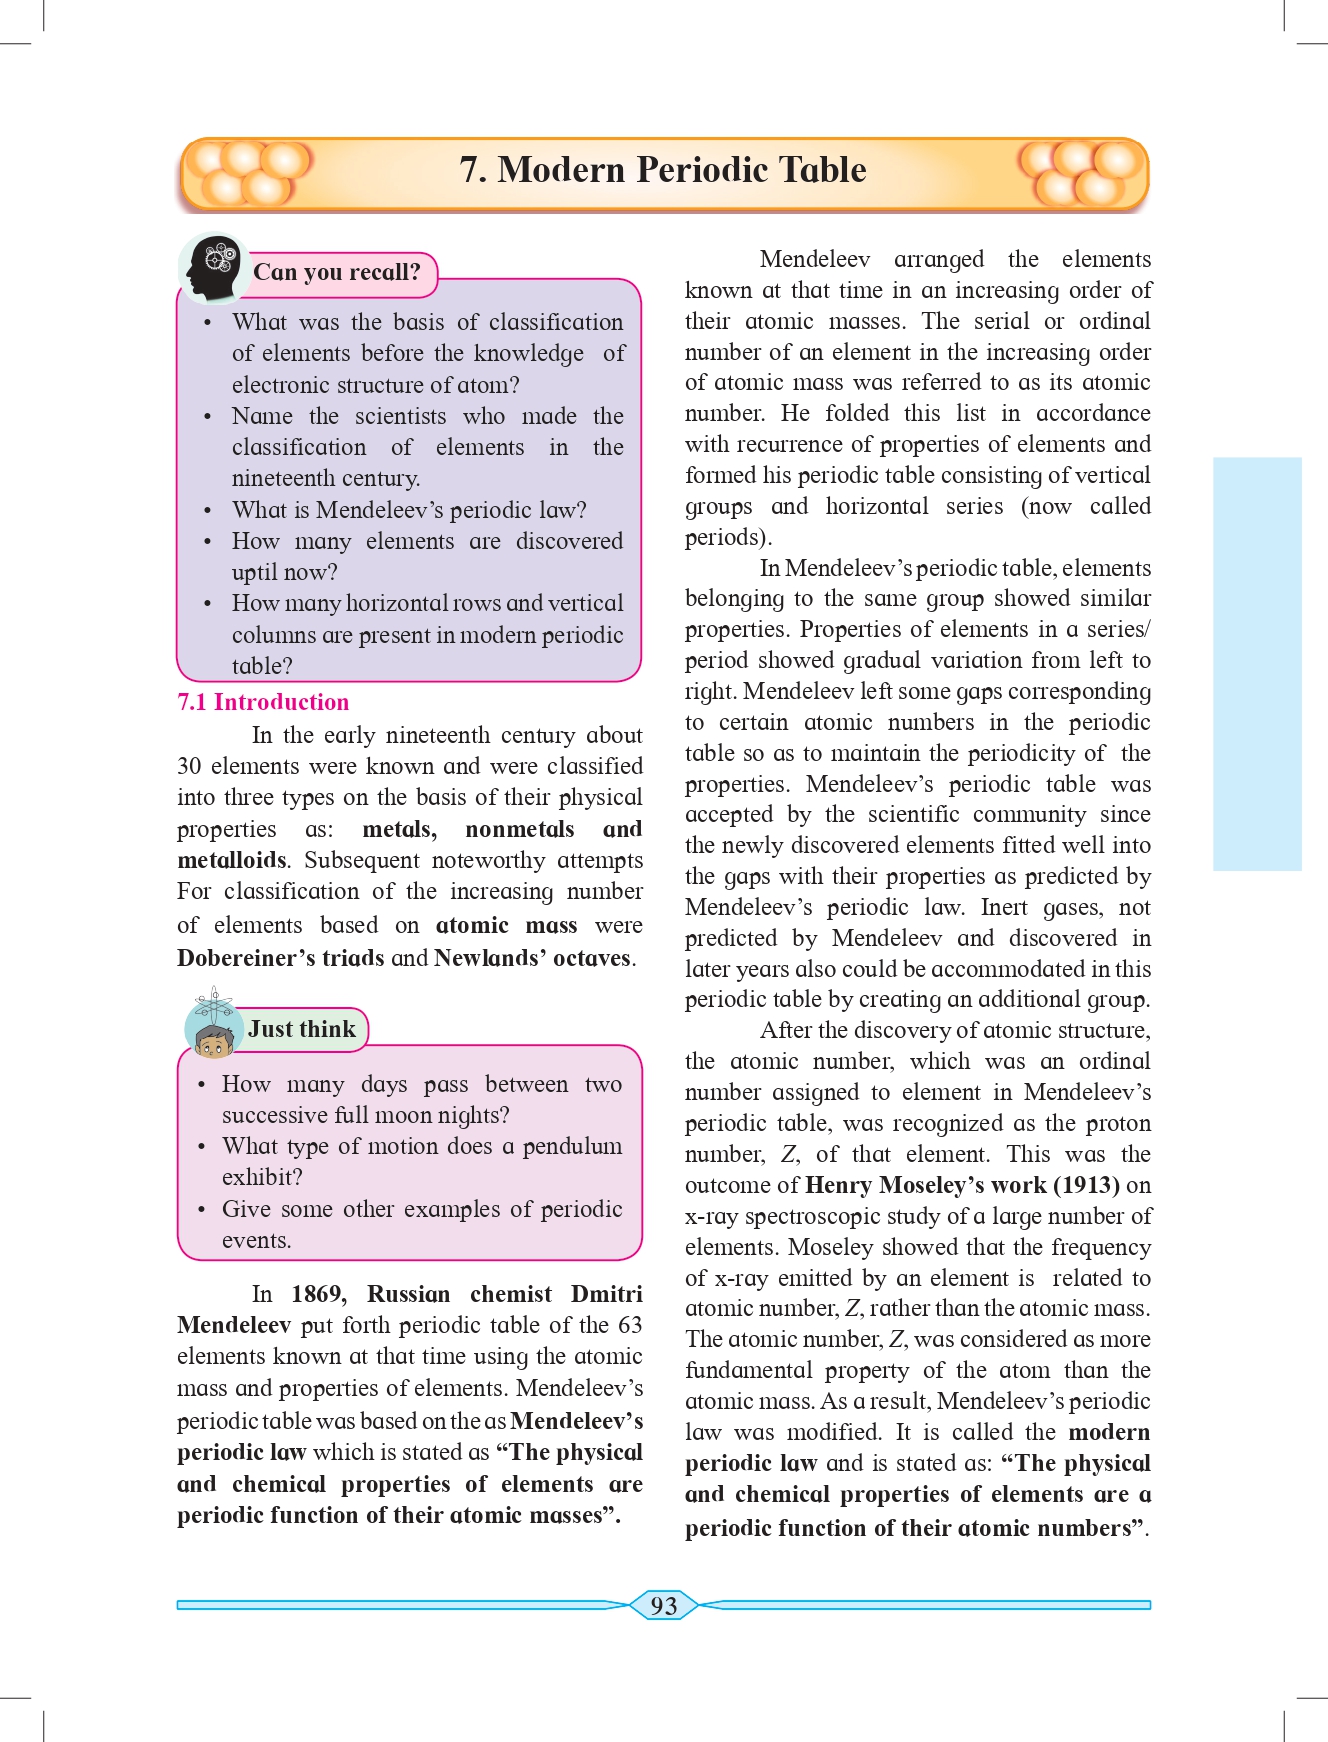 7. Modern Periodic Table
Can you recall?
• What was the basis of classification
of elements before the knowledge of
electronic structure of atom?
• Name the scientists who made the
classification of elements in the
nineteenth century.
• What is Mendeleev’s periodic law?
• How many elements are discovered
uptil now?
• How many horizontal rows and vertical
columns are present in modern periodic
table?
7.1 Introduction
In the early nineteenth century about
30 elements were known and were classified
into three types on the basis of their physical
properties as: metals, nonmetals and
metalloids. Subsequent noteworthy attempts
For classification of the increasing number
of elements based on atomic mass were
Dobereiner’s triads and Newlands’ octaves.
Just think
• How many days pass between two
successive full moon nights?
• What type of motion does a pendulum
exhibit?
• Give some other examples of periodic
events.
In 1869, Russian chemist Dmitri
Mendeleev put forth periodic table of the 63
elements known at that time using the atomic
mass and properties of elements. Mendeleev’s
periodic table was based on the as Mendeleev’s
periodic law which is stated as “The physical
and chemical properties of elements are
periodic function of their atomic masses”.
Mendeleev arranged the elements
known at that time in an increasing order of
their atomic masses. The serial or ordinal
number of an element in the increasing order
of atomic mass was referred to as its atomic
number. He folded this list in accordance
with recurrence of properties of elements and
formed his periodic table consisting of vertical
groups and horizontal series (now called
periods).
In Mendeleev’s periodic table, elements
belonging to the same group showed similar
properties. Properties of elements in a series/
period showed gradual variation from left to
right. Mendeleev left some gaps corresponding
to certain atomic numbers in the periodic
table so as to maintain the periodicity of the
properties. Mendeleev’s periodic table was
accepted by the scientific community since
the newly discovered elements fitted well into
the gaps with their properties as predicted by
Mendeleev’s periodic law. Inert gases, not
predicted by Mendeleev and discovered in
later years also could be accommodated in this
periodic table by creating an additional group.
After the discovery of atomic structure,
the atomic number, which was an ordinal
number assigned to element in Mendeleev’s
periodic table, was recognized as the proton
number, Z, of that element. This was the
outcome of Henry Moseley’s work (1913) on
x-ray spectroscopic study of a large number of
elements. Moseley showed that the frequency
of x-ray emitted by an element is related to
atomic number, Z, rather than the atomic mass.
The atomic number, Z, was considered as more
fundamental property of the atom than the
atomic mass. As a result, Mendeleev’s periodic
law was modified. It is called the modern
periodic law and is stated as: “The physical
and chemical properties of elements are a
periodic function of their atomic numbers”.
93